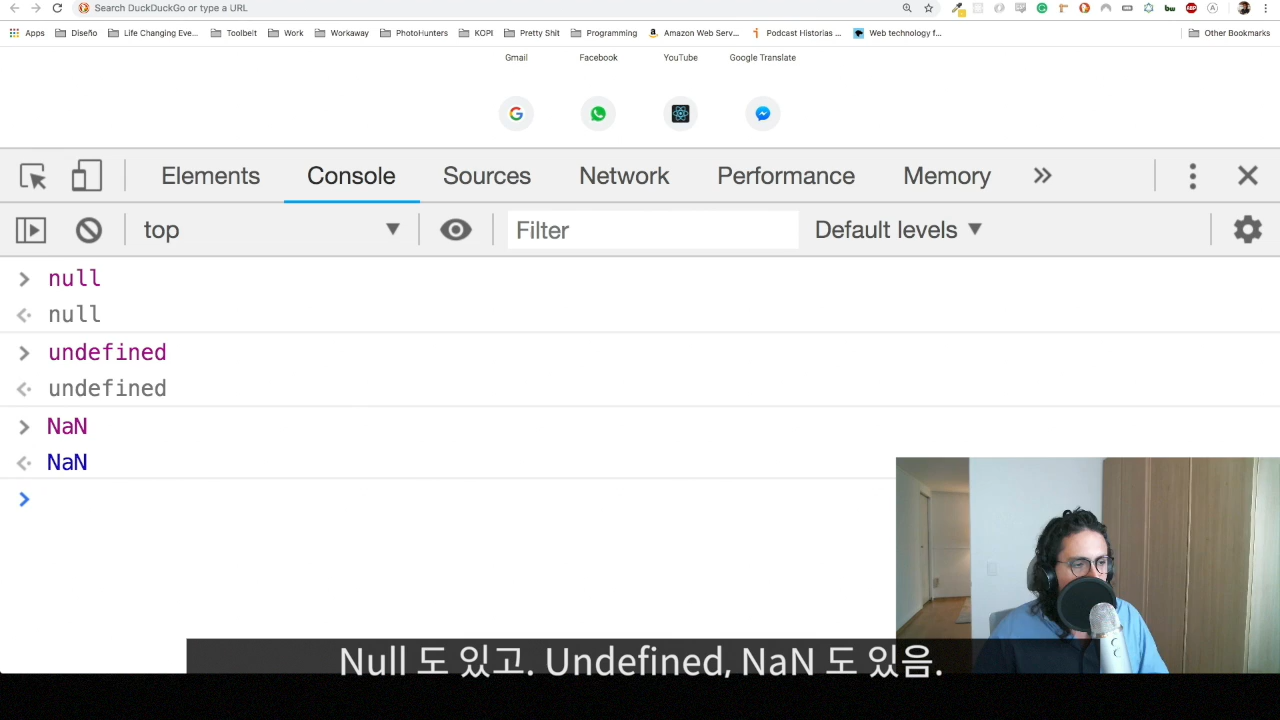 Search DuckDuckGo or type a URL
Apps Diseño Life Changing Eve... Toolbelt Work Workaway PhotoHunters KOPI Pretty Shit Programming Amazon Web Serv... Podcast Historias ... Web technology f... Other Bookmarks
Gmail Facebook YouTube Google Translate
Elements Console Sources Network Performance Memory
top Filter Default levels
null
null
undefined
undefined
NaN
NaN
Null 도 있고. Undefined, NaN 도 있음.